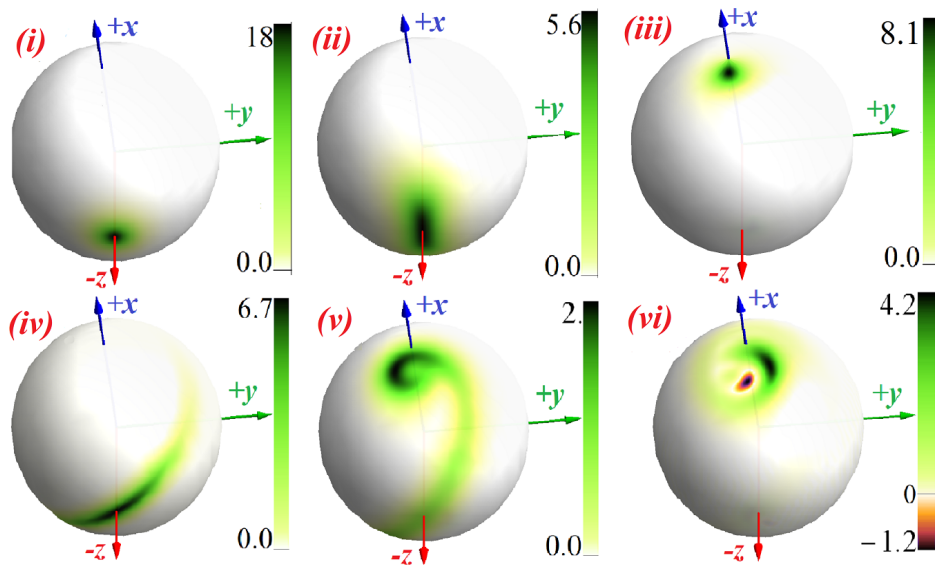 (i)
+x
18
+y
0.0
-z
(ii)
+x
5.6
+y
0.0
-z
(iii)
+x
8.1
+y
0.0
-z
(iv)
+x
6.7
+y
0.0
-z
(v)
+x
2.
+y
0.0
-z
(vi)
+x
4.2
+y
0
-1.2
-z